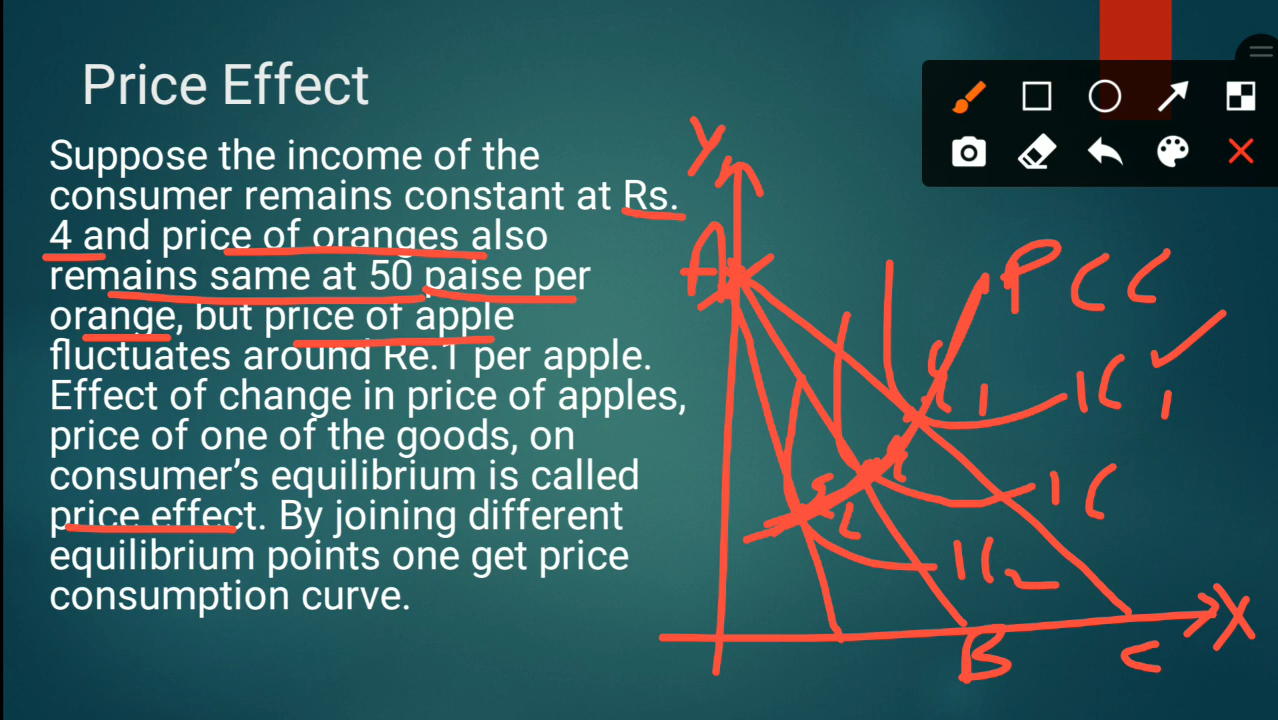 Price Effect
Suppose the income of the
consumer remains constant at Rs.
4 and price of oranges also
remains same at 50 paise per
orange, but price of apple
fluctuates around Re.1 per apple.
Effect of change in price of apples,
price of one of the goods, on
consumer's equilibrium is called
price effect. By joining different
equilibrium points one get price
consumption curve.
Y
A
PCC
IC1
IC
IC2
B
C
X